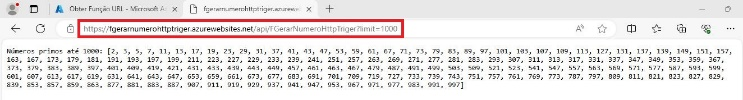 Obter Função URL - Microsoft A
fgerarnumerohttptriger.azurewebs
https://fgerarnumerohttptriger.azurewebsites.net/api/FGerarNumeroHttpTriger?limit=1000
Números primos até 1000: [2, 3, 5, 7, 11, 13, 17, 19, 23, 29, 31, 37, 41, 43, 47, 53, 59, 61, 67, 71, 73, 79, 83, 89, 97, 101, 103, 107, 109, 113, 127, 131, 137, 139, 149, 151, 157,
163, 167, 173, 179, 181, 191, 193, 197, 199, 211, 223, 227, 229, 233, 239, 241, 251, 257, 263, 269, 271, 277, 281, 283, 293, 307, 311, 313, 317, 331, 337, 347, 349, 353, 359, 367,
373, 379, 383, 389, 397, 401, 409, 419, 421, 431, 433, 439, 443, 449, 457, 461, 463, 467, 479, 487, 491, 499, 503, 509, 521, 523, 541, 547, 557, 563, 569, 571, 577, 587, 593, 599,
601, 607, 613, 617, 619, 631, 641, 643, 647, 653, 659, 661, 673, 677, 683, 691, 701, 709, 719, 727, 733, 739, 743, 751, 757, 761, 769, 773, 787, 797, 809, 811, 821, 823, 827, 829,
839, 853, 857, 859, 863, 877, 881, 883, 887, 907, 911, 919, 929, 937, 941, 947, 953, 967, 971, 977, 983, 991, 997]